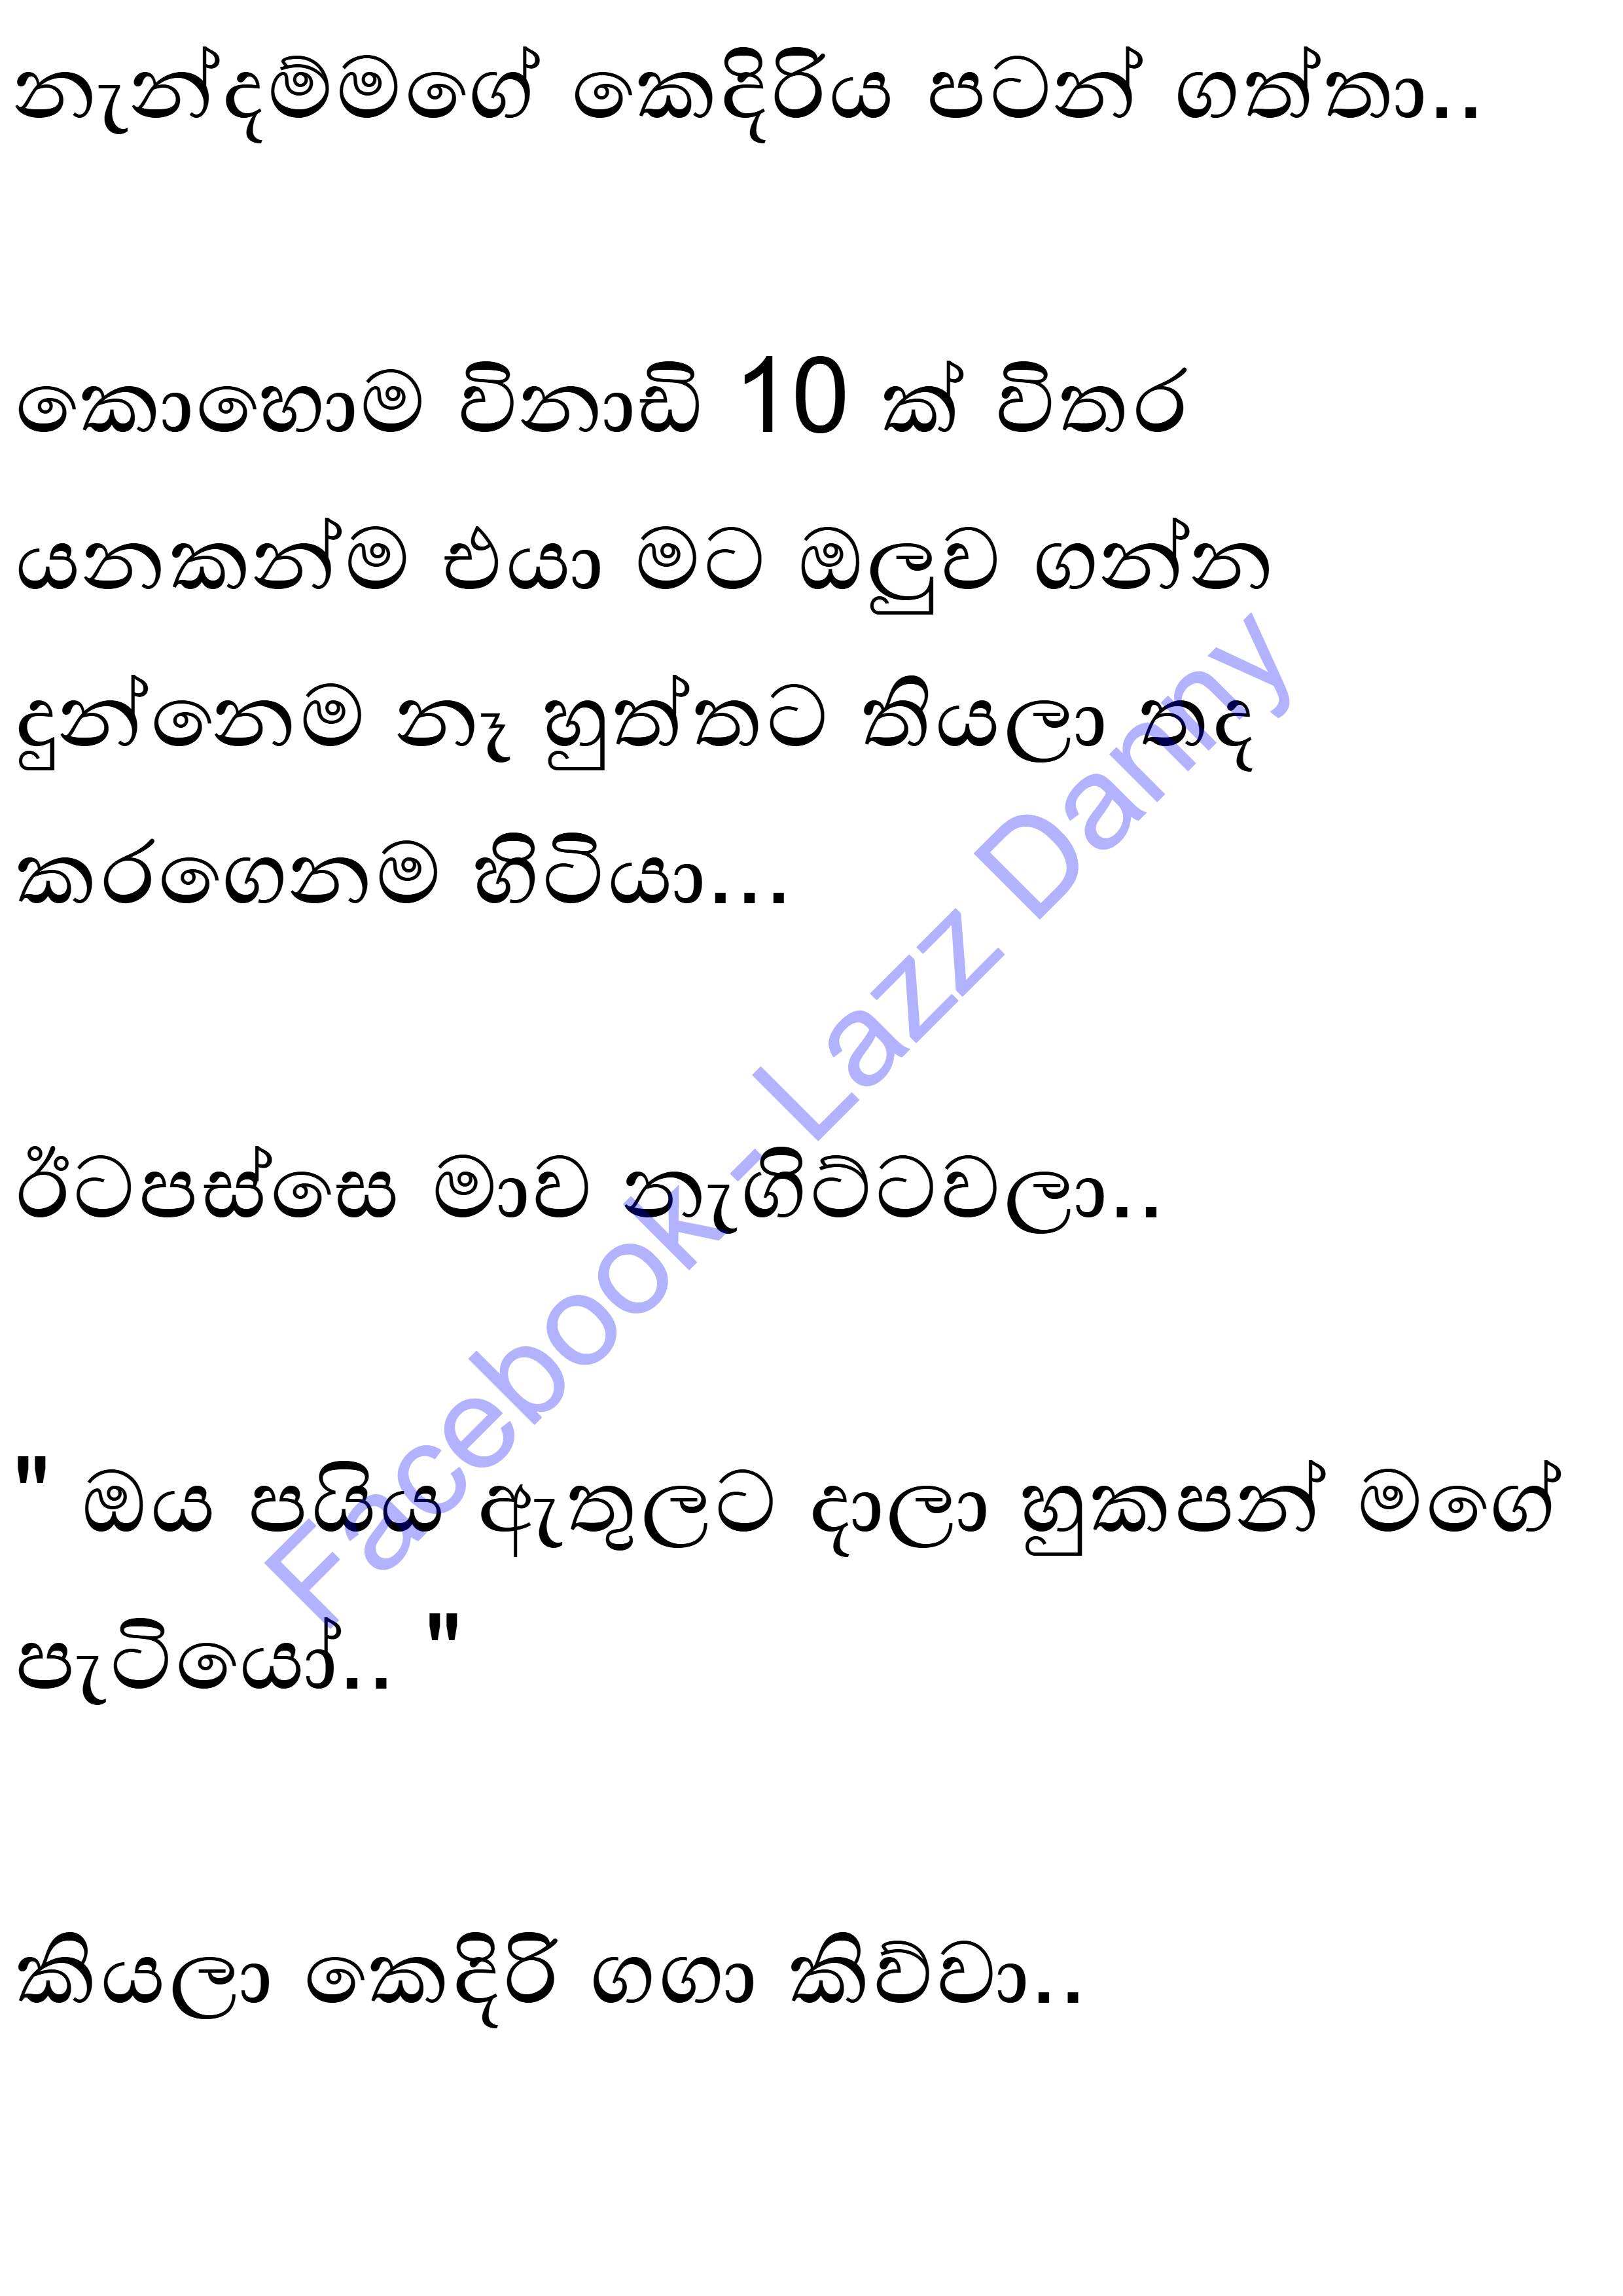 නැන්දම්මගේ කෙදිරිය පටන් ගත්තා..
කොහොම විනාඩි 10 ක් විතර
යනකන්ම එයා මට ඔලුව ගන්න
දුන්නෙම නෑ හුත්තට තියලා තද
කරගෙනම හිටියා...
ඊටපස්සෙ මාව නැගිට්ටවලා..
" ඔය පයිය ඇතුලට දාලා හුකපන් මගේ
පැටියෝ.. "
කියලා කෙදිරි ගගා කිව්වා..
Facebook - Lazz Damy